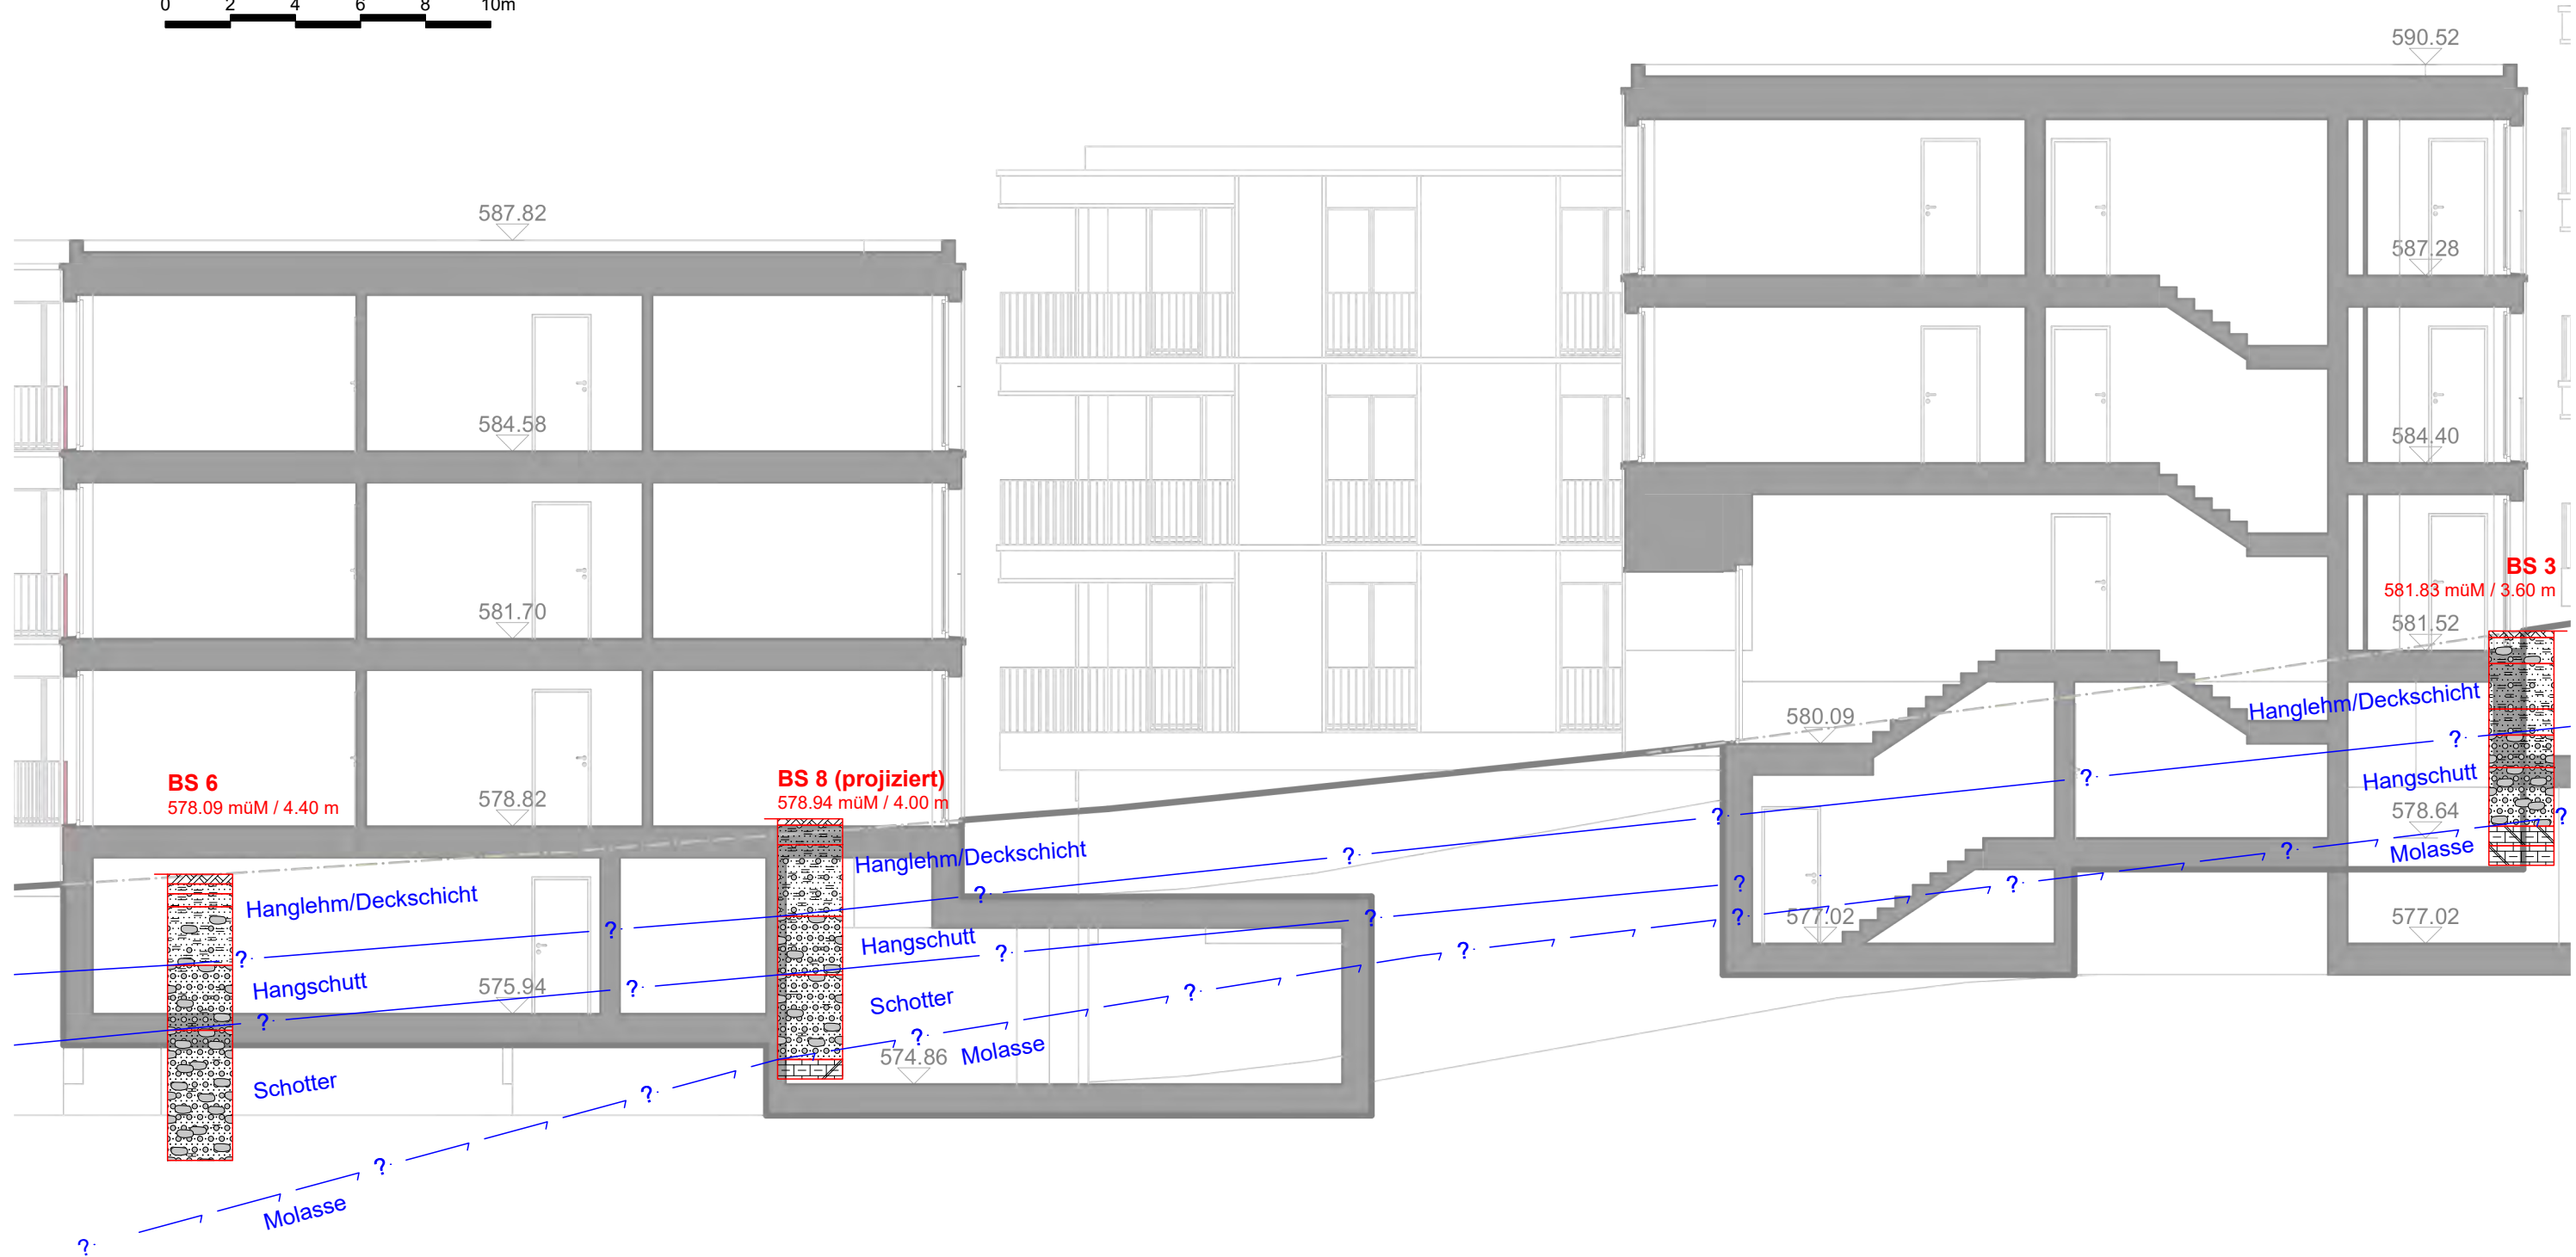 0 2 4 6 8 10m
590.52
587.82
587.28
584.58
584.40
BS 3
581.83 müM / 3.60 m
581.70
581.52
Hanglehm/Deckschicht
580.09
?
?
Hangschutt
BS 6
578.09 müM / 4.40 m
578.82
BS 8 (projiziert)
578.94 müM / 4.00 m
?
578.64
?
Hanglehm/Deckschicht
?
?
Molasse
Hanglehm/Deckschicht
?
?
?
?
?
577.02
577.02
?
Hangschutt
?
?
?
Hangschutt
575.94
?
?
Schotter
?
?
Molasse
574.86
Schotter
?
?
Molasse
?